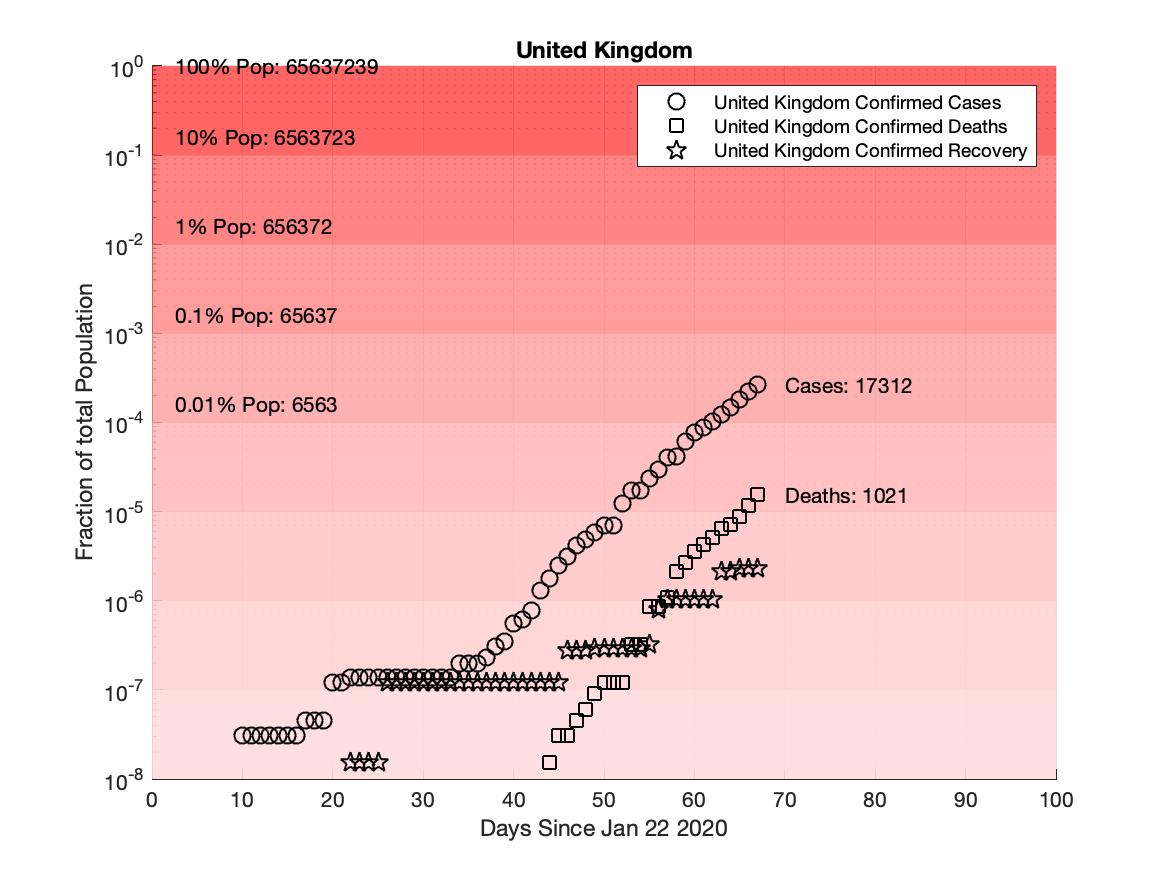 United Kingdom
10^0
100% Pop: 65637239
United Kingdom Confirmed Cases
United Kingdom Confirmed Deaths
United Kingdom Confirmed Recovery
10% Pop: 6563723
10^-1
1% Pop: 656372
10^-2
0.1% Pop: 65637
10^-3
Cases: 17312
0.01% Pop: 6563
10^-4
Deaths: 1021
10^-5
10^-6
10^-7
10^-8
Fraction of total Population
0 10 20 30 40 50 60 70 80 90 100
Days Since Jan 22 2020